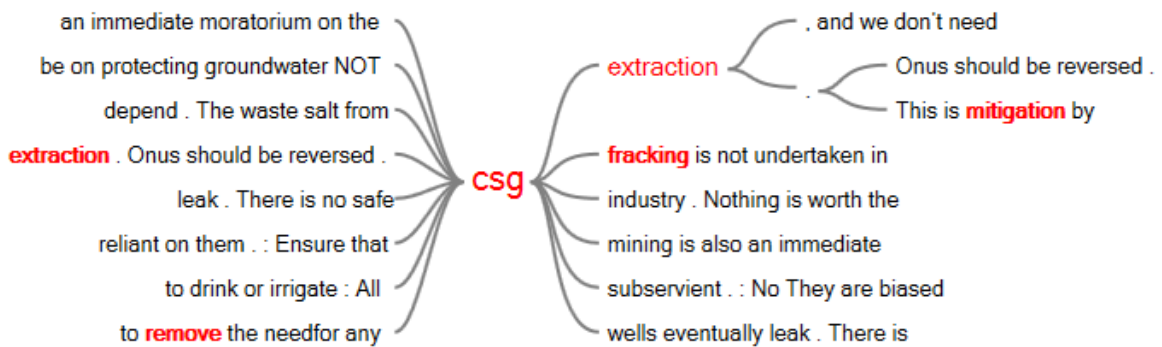 an immediate moratorium on the
be on protecting groundwater NOT
depend . The waste salt from
extraction . Onus should be reversed .
leak . There is no safe
reliant on them . : Ensure that
to drink or irrigate : All
to remove the needfor any
csg
extraction
, and we don't need
.
Onus should be reversed .
This is mitigation by
fracking is not undertaken in
industry . Nothing is worth the
mining is also an immediate
subservient . : No They are biased
wells eventually leak . There is